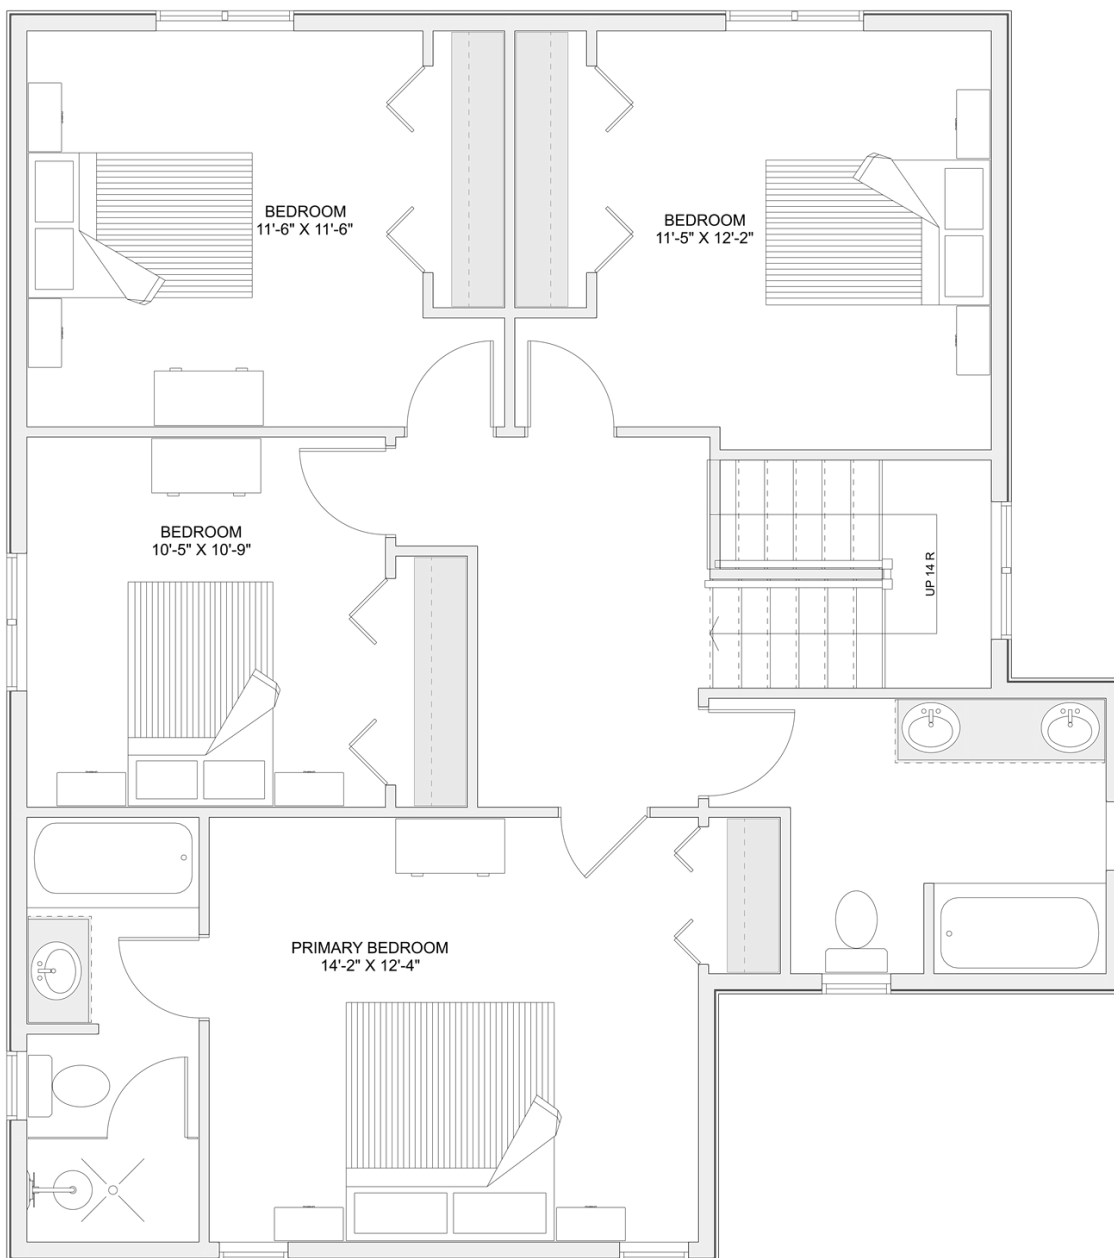 BEDROOM
11'-6" X 11'-6"
BEDROOM
11'-5" X 12'-2"
BEDROOM
10'-5" X 10'-9"
UP 14 R
PRIMARY BEDROOM
14'-2" X 12'-4"